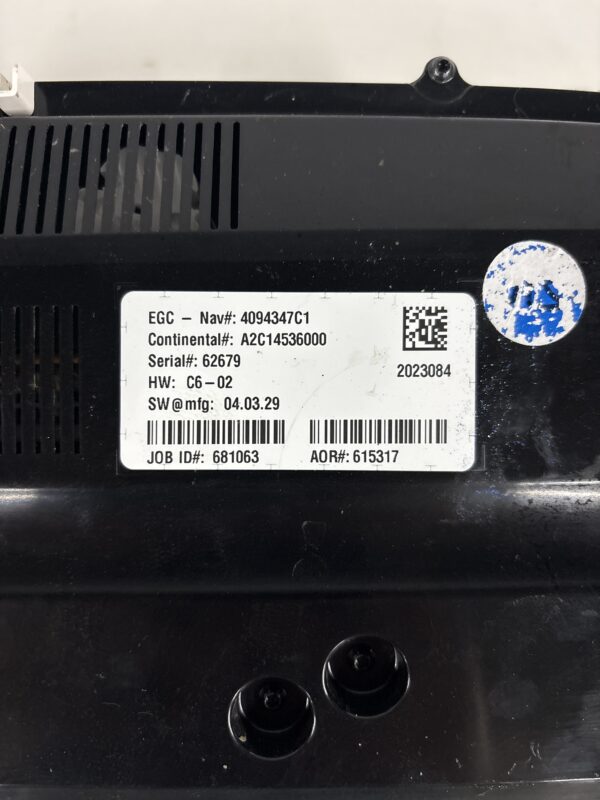 EGC - Nav#: 4094347C1
Continental#: A2C14536000
Serial#: 62679
HW: C6-02
SW@mfg: 04.03.29
2023084
JOB ID#: 681063
AOR#: 615317